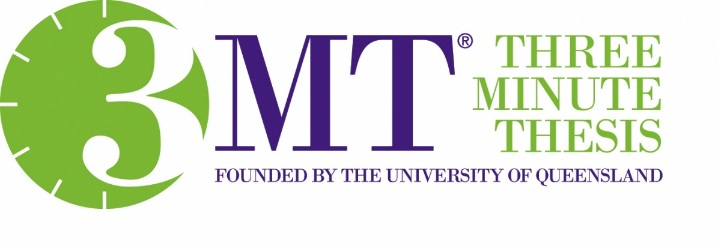 3MT® THREE
MINUTE
THESIS
FOUNDED BY THE UNIVERSITY OF QUEENSLAND